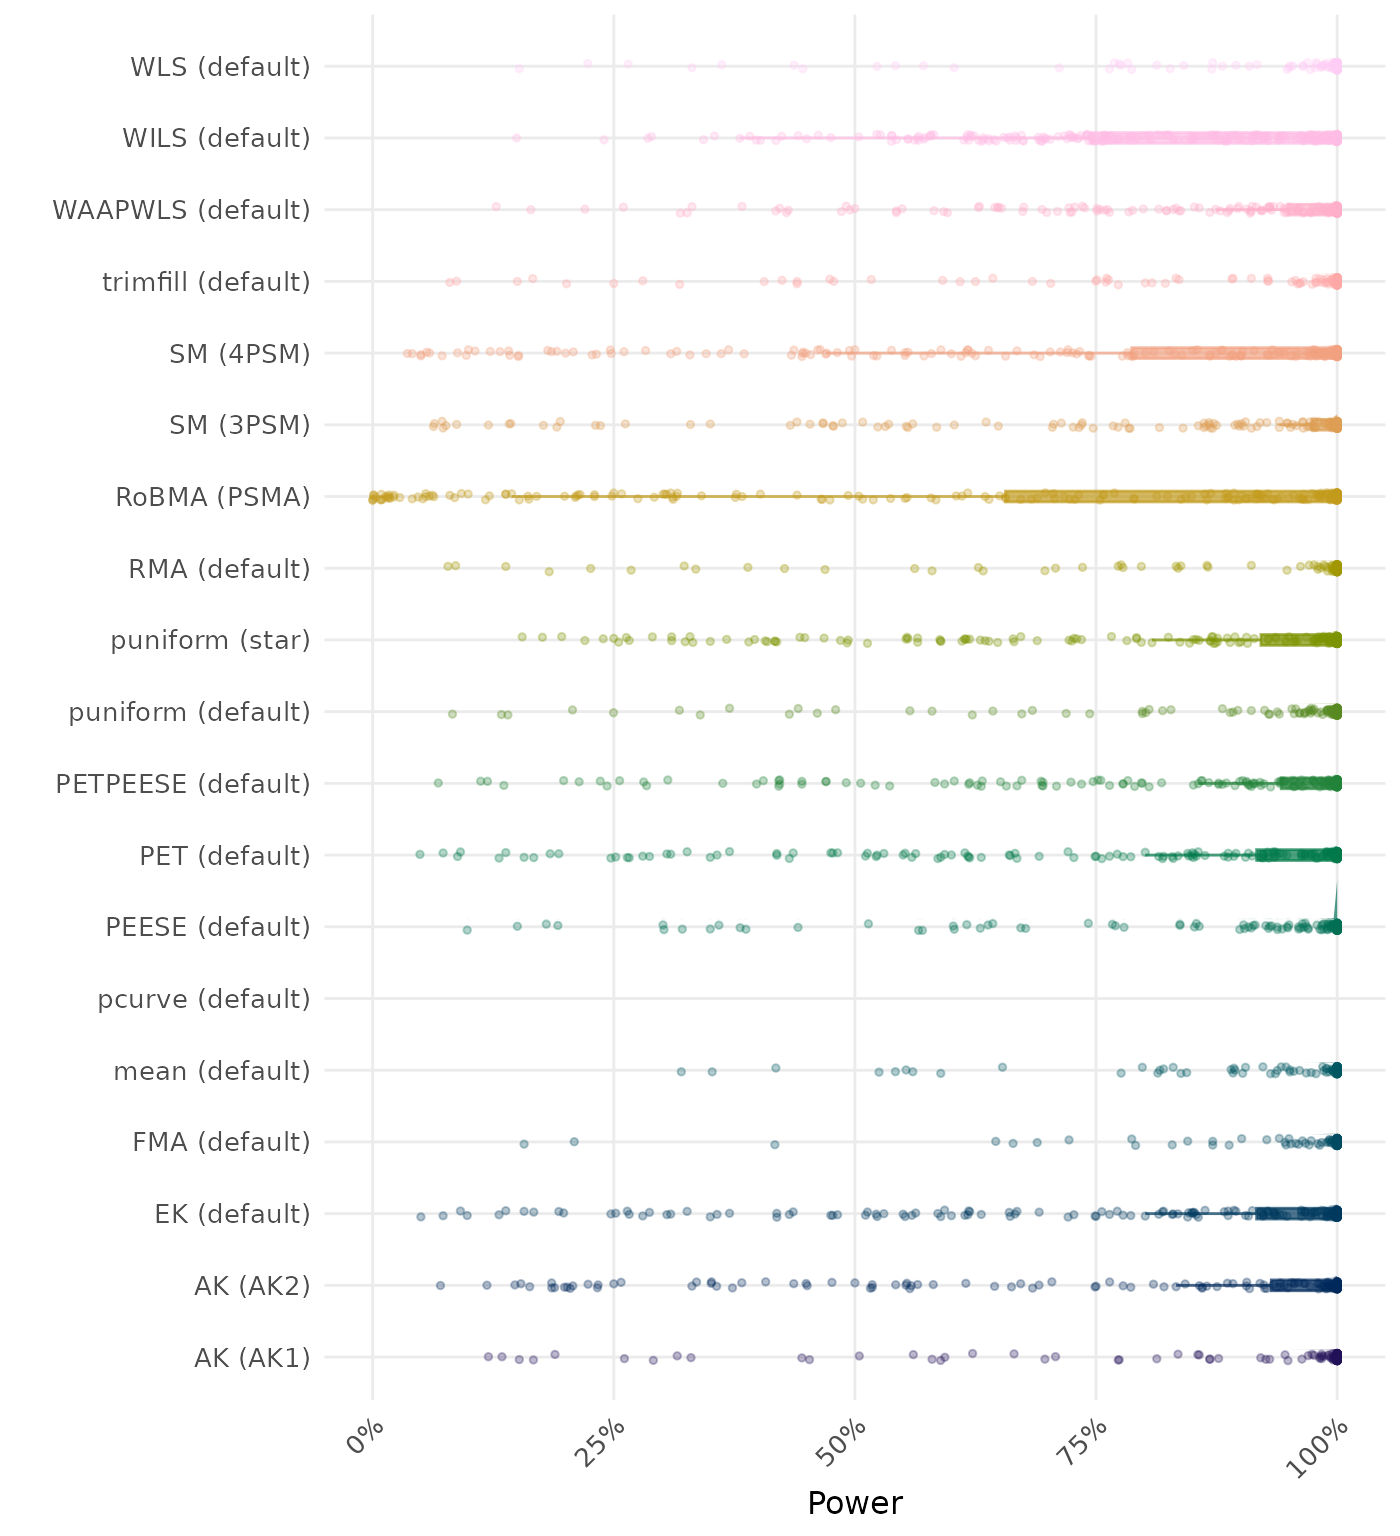 WLS (default)
WILS (default)
WAAPWLS (default)
trimfill (default)
SM (4PSM)
SM (3PSM)
RoBMA (PSMA)
RMA (default)
puniform (star)
puniform (default)
PETPEESE (default)
PET (default)
PEESE (default)
pcurve (default)
mean (default)
FMA (default)
EK (default)
AK (AK2)
AK (AK1)
0% 25% 50% 75% 100%
Power